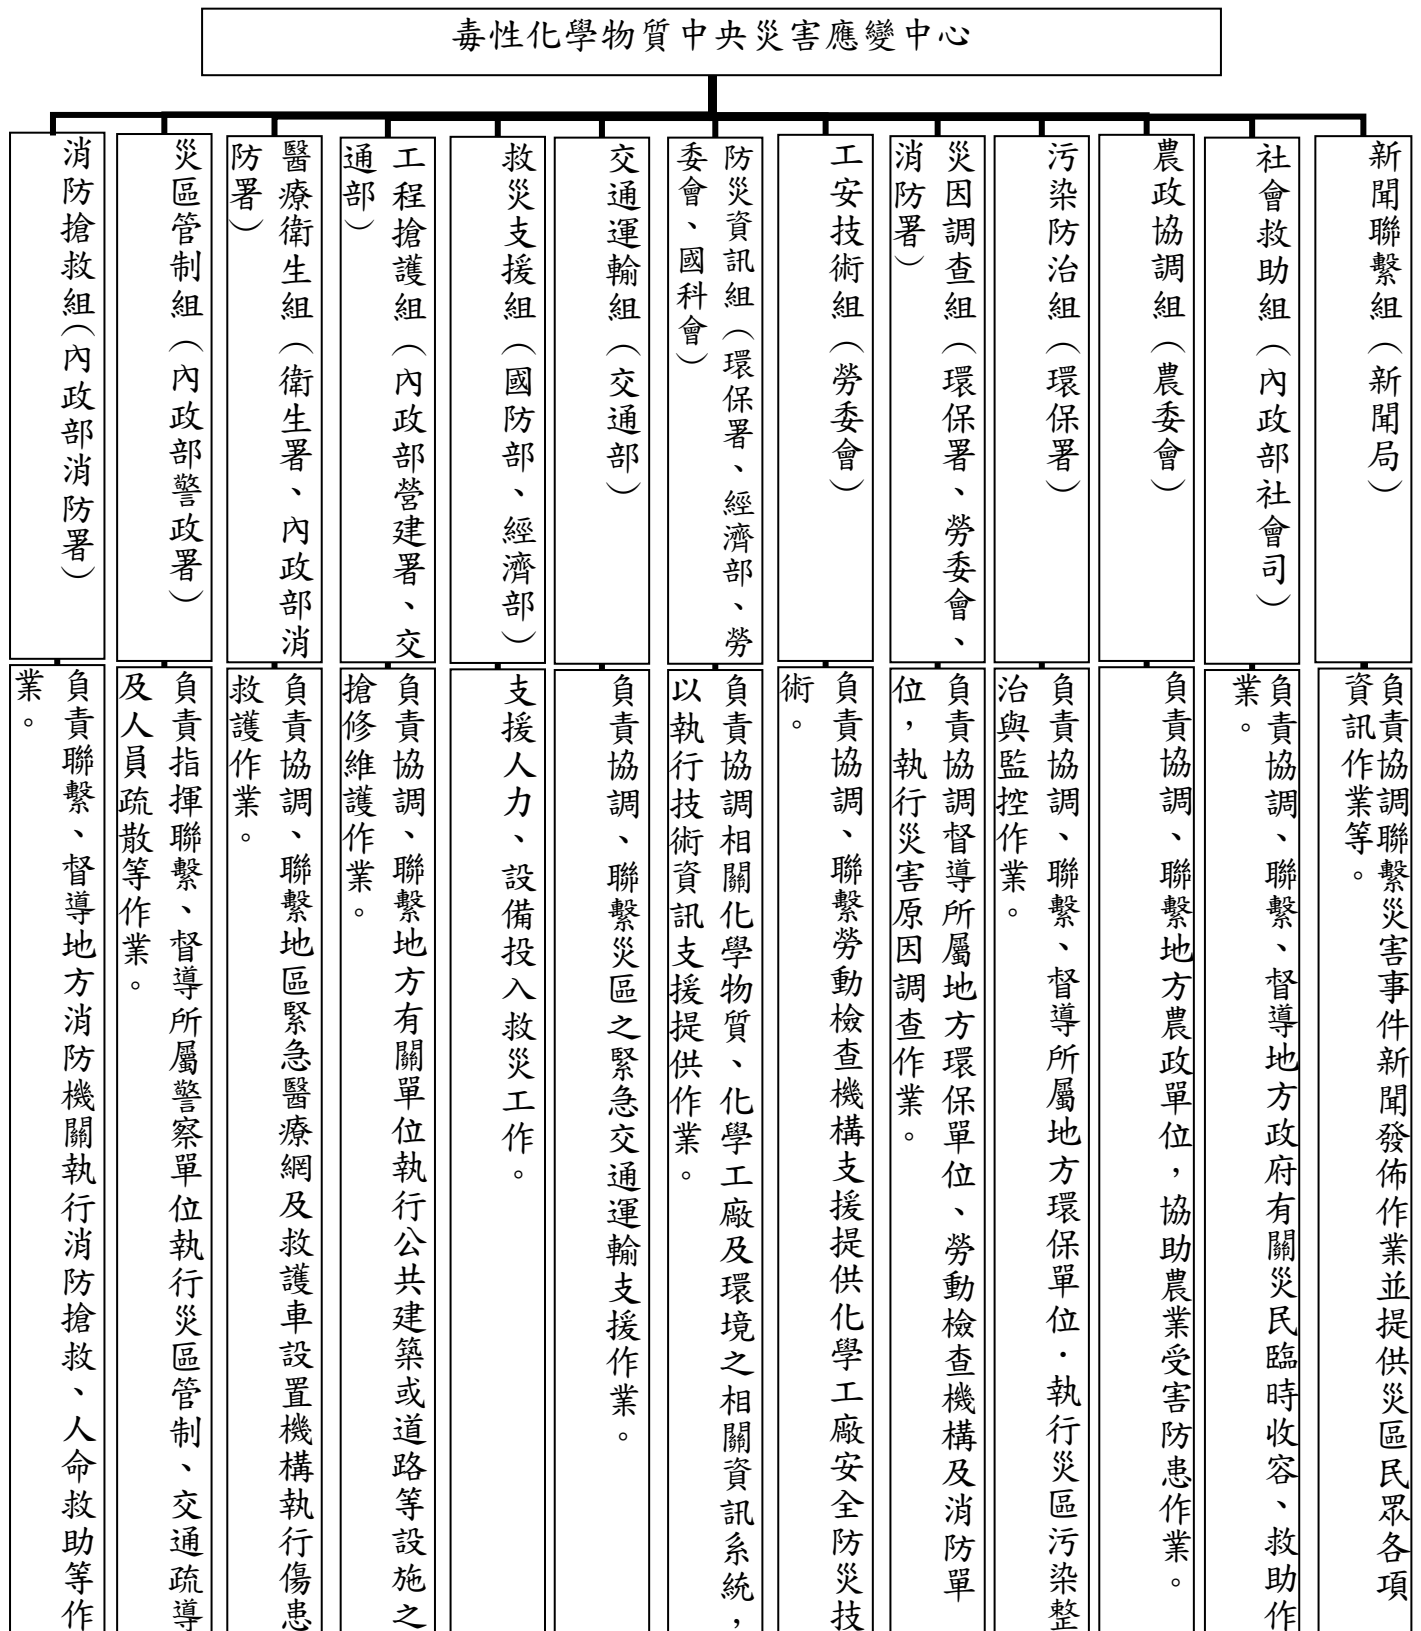 毒性化學物質中央災害應變中心
新聞聯繫組（新聞局）
負責協調聯繫災害事件新聞發佈作業並提供災區民眾各項
資訊作業等。
社會救助組（內政部社會司）
負責協調、聯繫、督導地方政府有關災民臨時收容、救助作
業。
農政協調組（農委會）
負責協調、聯繫地方農政單位，協助農業受害防患作業。
污染防治組（環保署）
負責協調、聯繫、督導所屬地方環保單位．執行災區污染整
治與監控作業。
災因調查組（環保署、勞委會、
消防署）
負責協調督導所屬地方環保單位、勞動檢查機構及消防單
位，執行災害原因調查作業。
工安技術組（勞委會）
負責協調、聯繫勞動檢查機構支援提供化學工廠安全防災技
術。
防災資訊組（環保署、經濟部、勞
委會、國科會）
負責協調相關化學物質、化學工廠及環境之相關資訊系統，
以執行技術資訊支援提供作業。
交通運輸組（交通部）
負責協調、聯繫災區之緊急交通運輸支援作業。
救災支援組（國防部、經濟部）
支援人力、設備投入救災工作。
工程搶護組（內政部營建署、交
通部）
負責協調、聯繫地方有關單位執行公共建築或道路等設施之
搶修維護作業。
醫療衛生組（衛生署、內政部消
防署）
負責協調、聯繫地區緊急醫療網及救護車設置機構執行傷患
救護作業。
災區管制組（內政部警政署）
負責指揮聯繫、督導所屬警察單位執行災區管制、交通疏導
及人員疏散等作業。
消防搶救組（內政部消防署）
負責聯繫、督導地方消防機關執行消防搶救、人命救助等作
業。